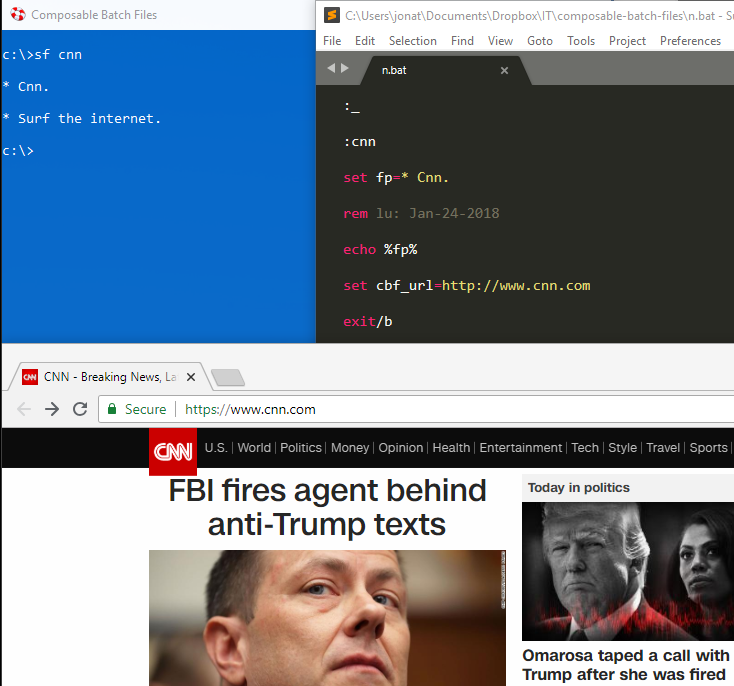 Composable Batch Files
c:\>sf cnn
* Cnn.
* Surf the internet.
c:\>
C:\Users\jonat\Documents\Dropbox\IT\composable-batch-files\n.bat - Su
File Edit Selection Find View Goto Tools Project Preferences
n.bat
:_
:cnn
set fp=* Cnn.
rem lu: Jan-24-2018
echo %fp%
set cbf_url=http://www.cnn.com
exit/b
CNN - Breaking News, La
Secure https://www.cnn.com
CNN U.S. World Politics Money Opinion Health Entertainment Tech Style Travel Sports
FBI fires agent behind
anti-Trump texts
Today in politics
Omarosa taped a call with
Trump after she was fired